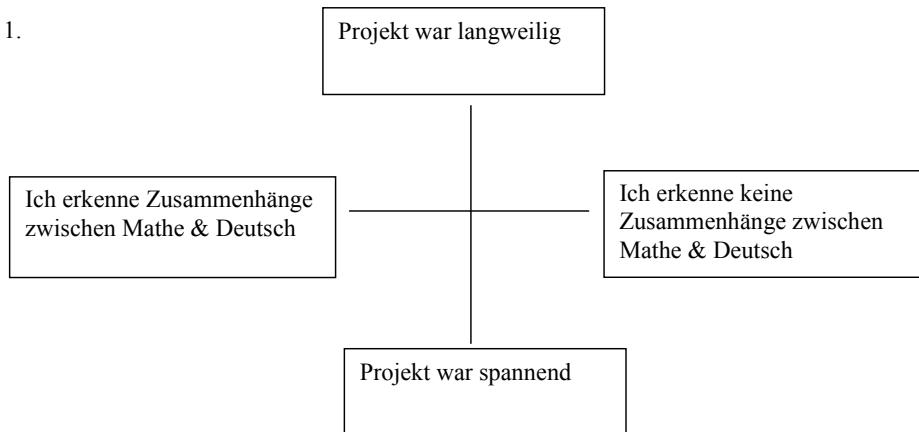 1.
Projekt war langweilig
Ich erkenne Zusammenhänge
zwischen Mathe & Deutsch
Ich erkenne keine
Zusammenhänge zwischen
Mathe & Deutsch
Projekt war spannend